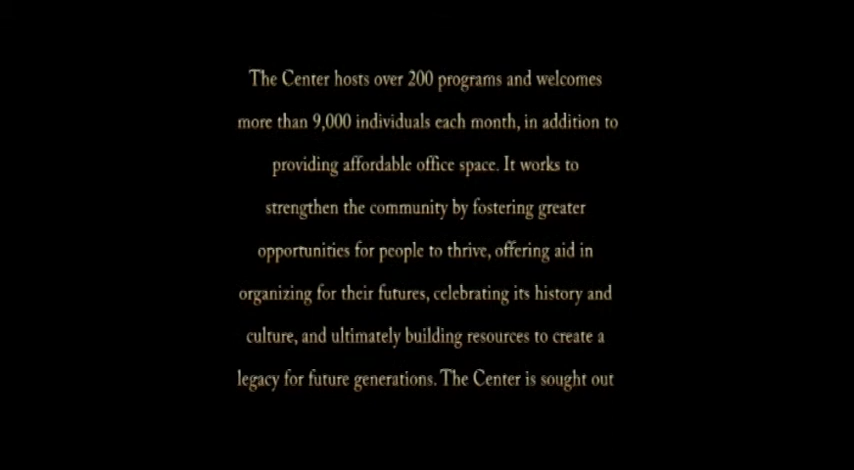 The Center hosts over 200 programs and welcomes
more than 9,000 individuals each month, in addition to
providing affordable office space. It works to
strengthen the community by fostering greater
opportunities for people to thrive, offering aid in
organizing for their futures, celebrating its history and
culture, and ultimately building resources to create a
legacy for future generations. The Center is sought out